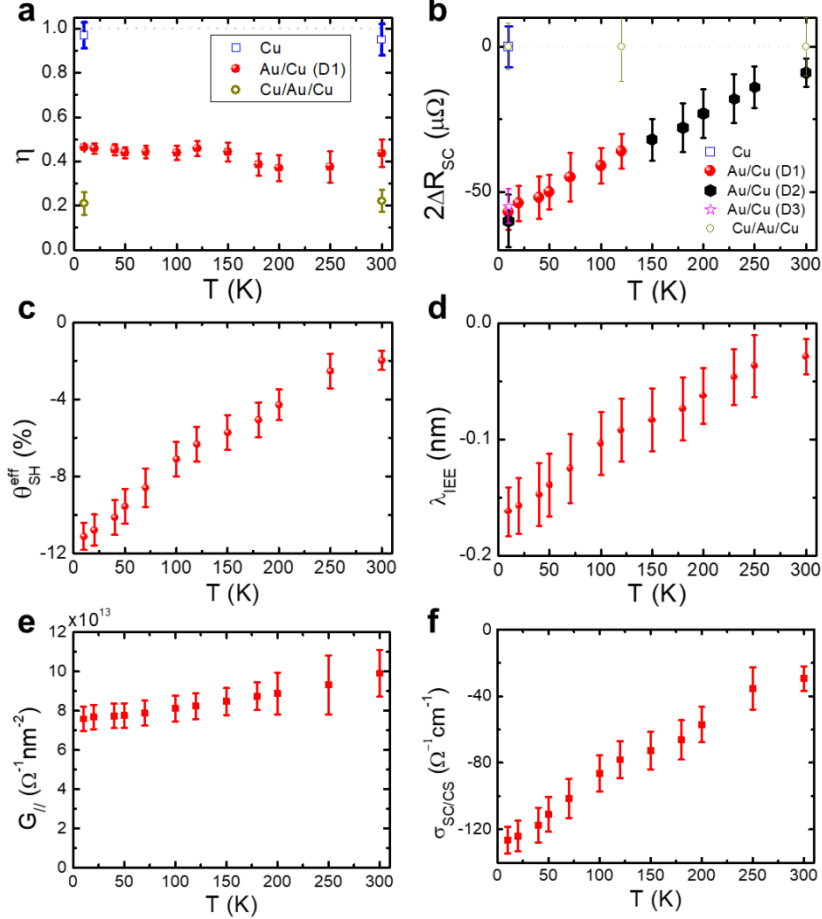 a
1.0
0.8
0.6
0.4
0.2
0.0
η
Cu
Au/Cu (D1)
Cu/Au/Cu
0 50 100 150 200 250 300
T (K)
b
0
-50
2ΔR_SC (μΩ)
Cu
Au/Cu (D1)
Au/Cu (D2)
Au/Cu (D3)
Cu/Au/Cu
0 50 100 150 200 250 300
T (K)
c
0
-4
-8
-12
θ_SH^eff (%)
0 50 100 150 200 250 300
T (K)
d
0
-0.1
-0.2
λ_IEE (nm)
0 50 100 150 200 250 300
T (K)
e
x10^13
12
10
8
6
4
2
0
G_// (Ω^-1nm^-2)
0 50 100 150 200 250 300
T (K)
f
0
-40
-80
-120
σ_SC/CS (Ω^-1cm^-1)
0 50 100 150 200 250 300
T (K)